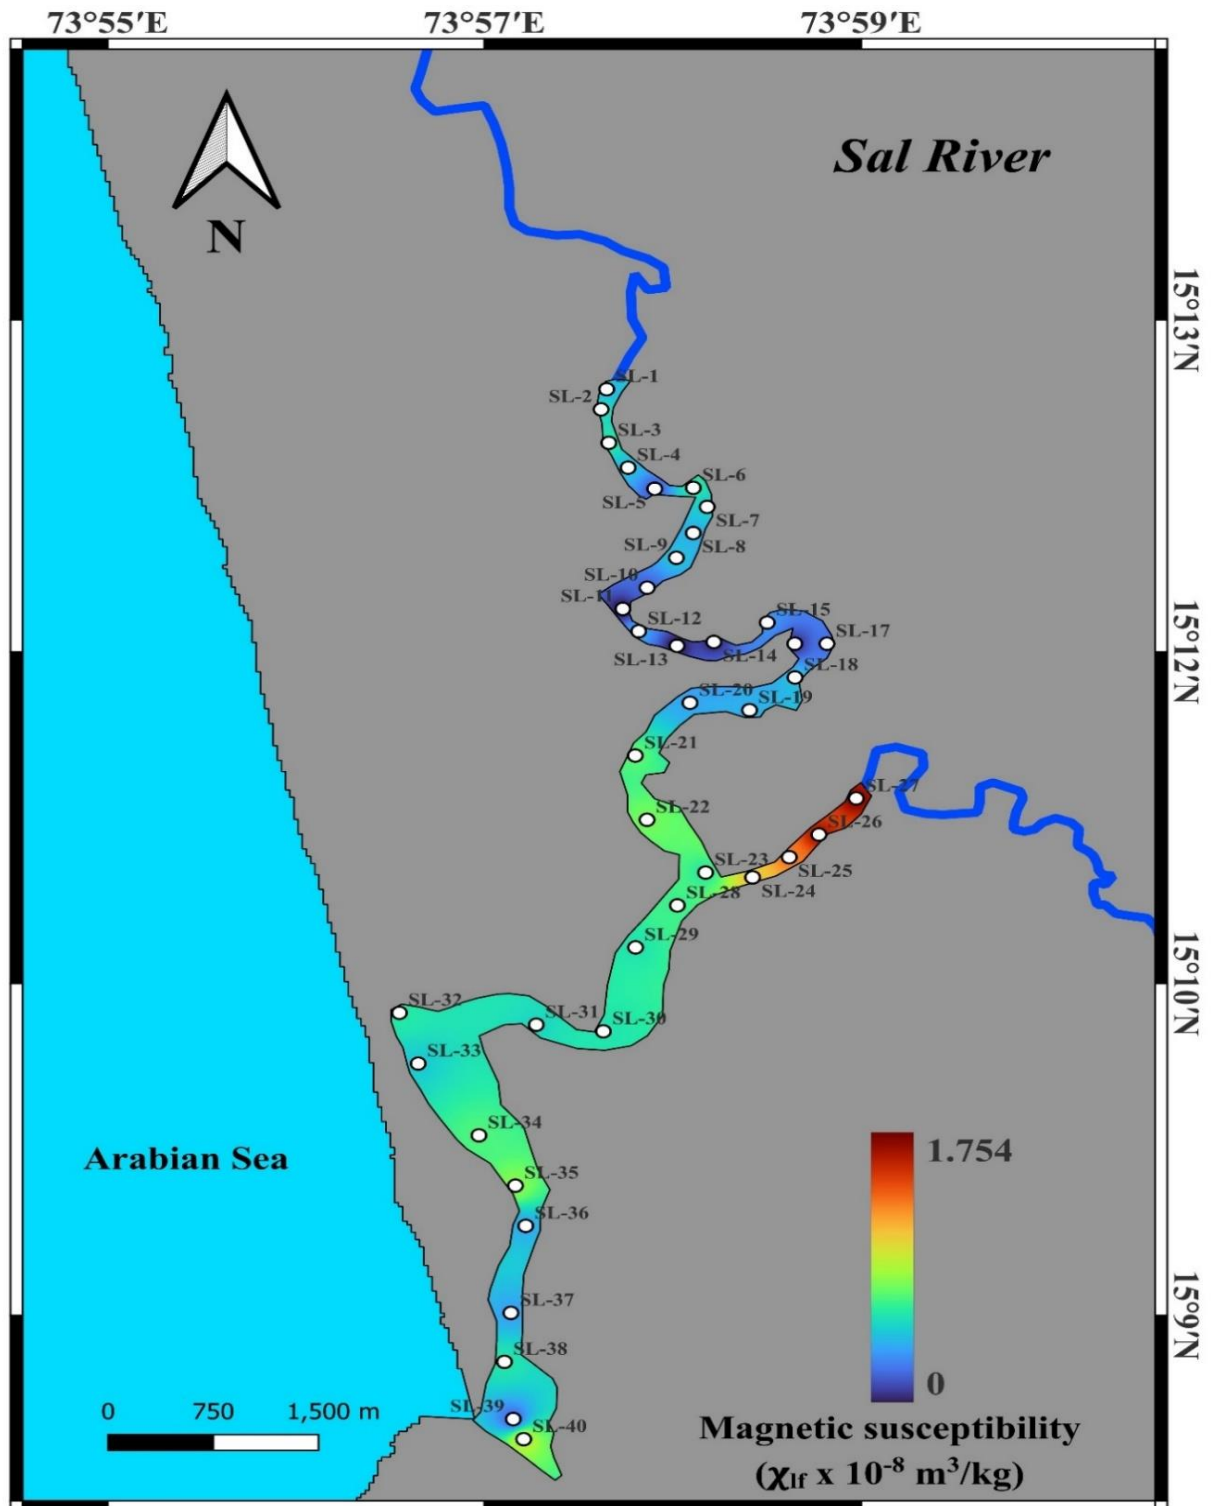 73°55′E 73°57′E 73°59′E
Sal River
N
15°13′N
SL-1
SL-2
SL-3
SL-4
SL-6
SL-5
SL-7
SL-9
SL-8
SL-10
SL-11
SL-12
SL-15
SL-17
SL-13
SL-14
15°12′N
SL-18
SL-20
SL-19
SL-21
SL-27
SL-22
SL-26
SL-23
SL-25
SL-24
SL-28
SL-29
15°10′N
SL-32
SL-31
SL-30
SL-33
SL-34
Arabian Sea
1.754
SL-35
SL-36
SL-37
15°9′N
SL-38
0
SL-39
SL-40
0 750 1,500 m
Magnetic susceptibility
(χlf x 10⁻⁸ m³/kg)